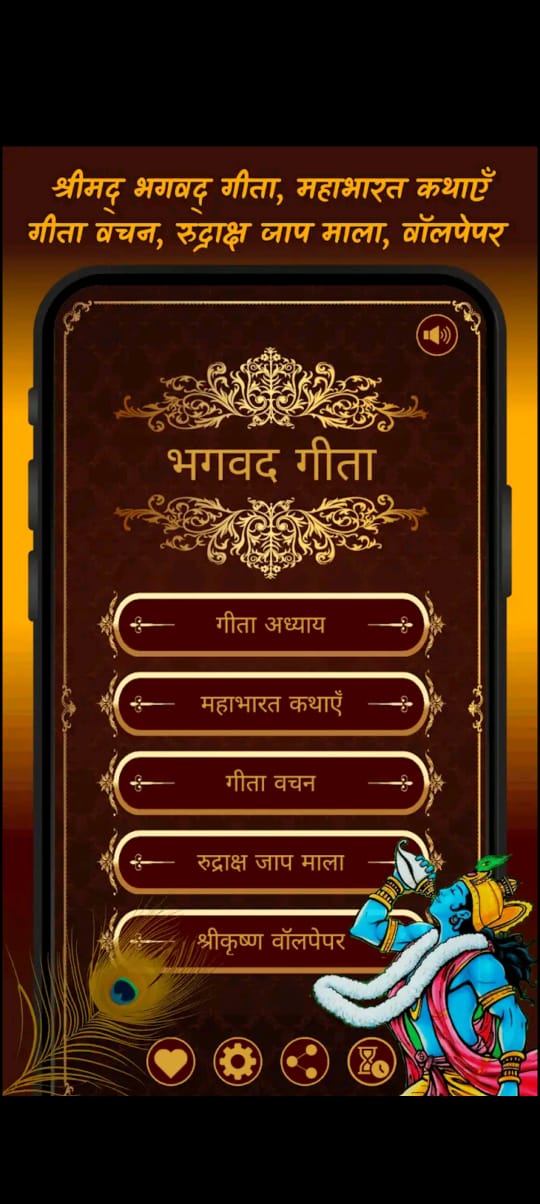 श्रीमद् भगवद् गीता, महाभारत कथाएँ
गीता वचन, रुद्राक्ष जाप माला, वॉलपेपर
भगवद गीता
गीता अध्याय
महाभारत कथाएँ
गीता वचन
रुद्राक्ष जाप माला
श्रीकृष्ण वॉलपेपर